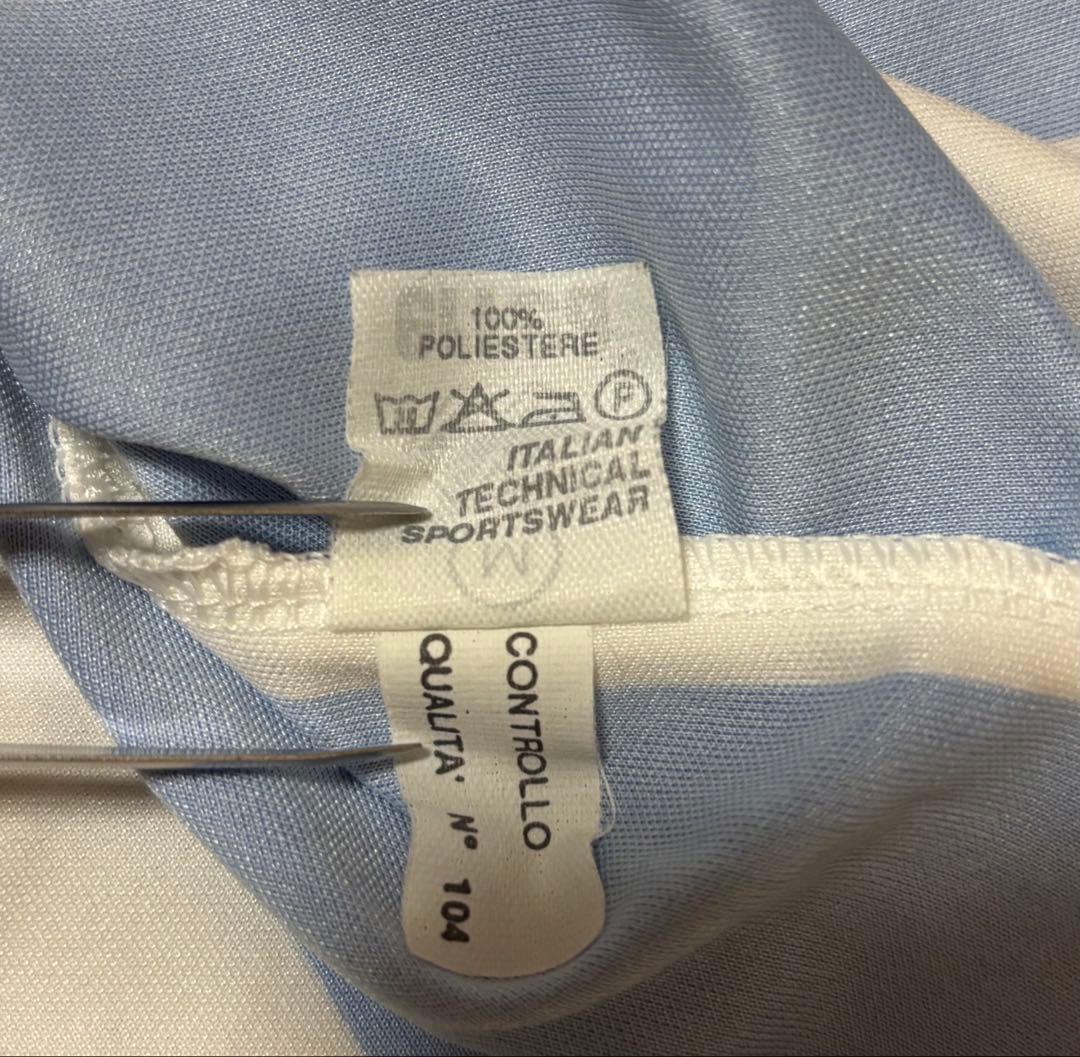 100%
POLIESTERE
P
ITALIAN
TECHNICAL
SPORTSWEAR
M
CONTROLLO
QUALITA' N° 104